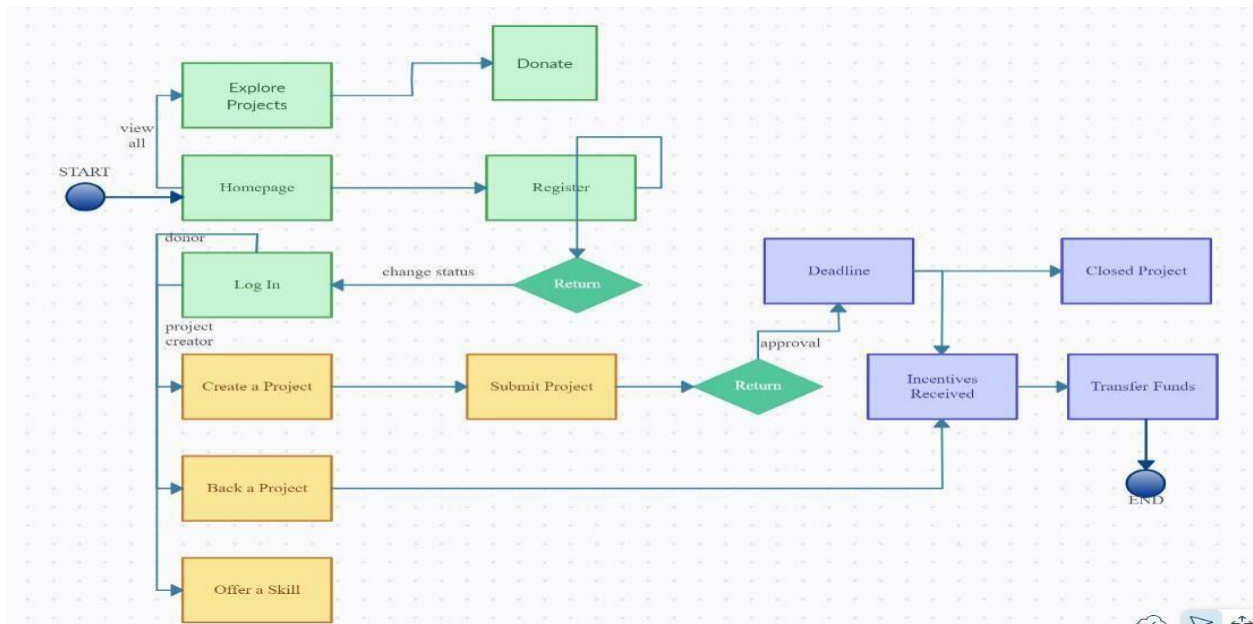 Donate
Explore
Projects
view
all
START
Homepage
Register
donor
Log In
change status
Return
Deadline
Closed Project
project
creator
approval
Create a Project
Submit Project
Return
Incentives
Received
Transfer Funds
Back a Project
END
Offer a Skill